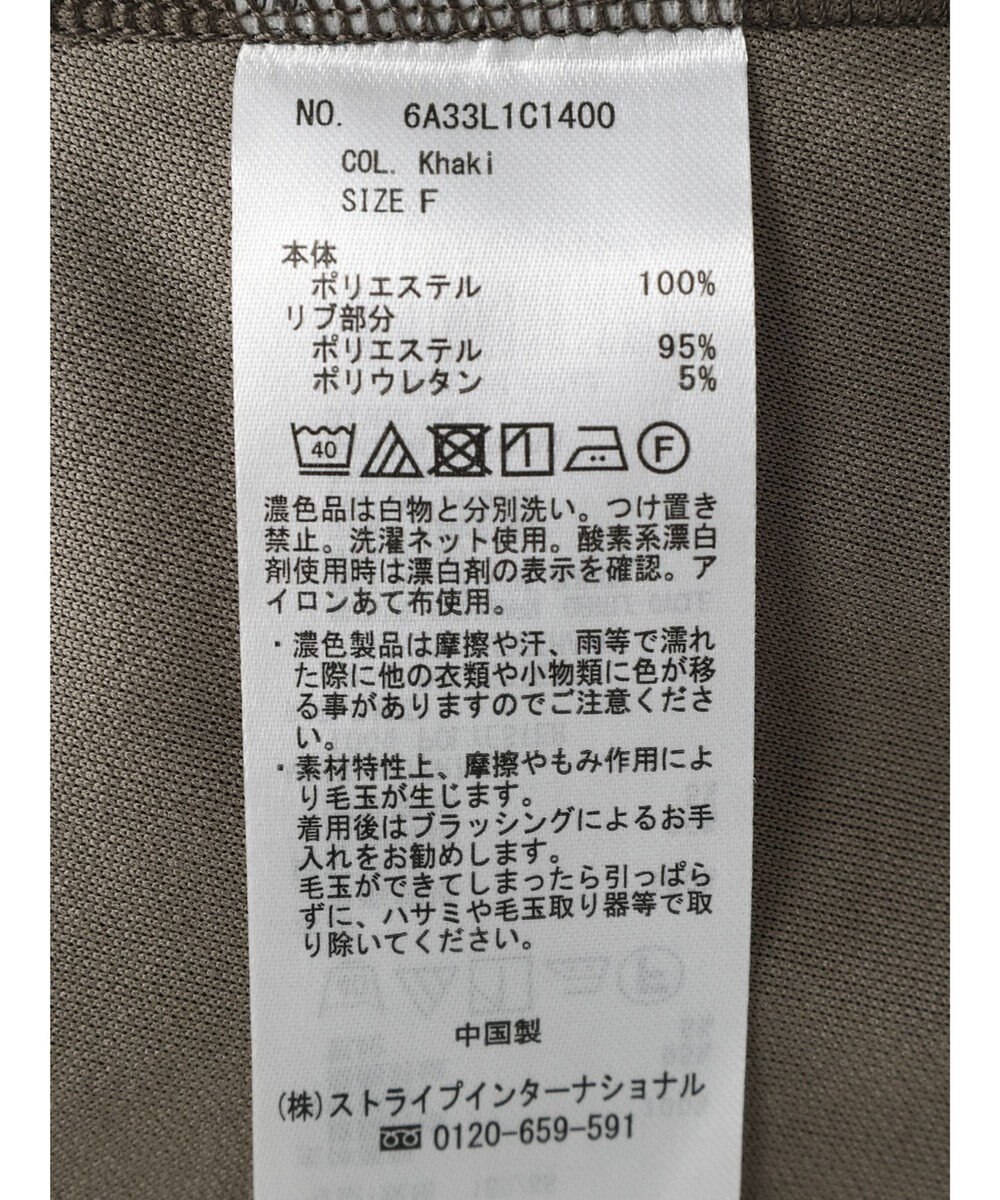 NO. 6A33L1C1400
COL. Khaki
SIZE F
本体
ポリエステル 100%
リブ部分
ポリエステル 95%
ポリウレタン 5%
40 F
濃色品は白物と分別洗い。つけ置き
禁止。洗濯ネット使用。酸素系漂白
剤使用時は漂白剤の表示を確認。ア
イロンあて布使用。
・濃色製品は摩擦や汗、雨等で濡れ
た際に他の衣類や小物類に色が移
る事がありますのでご注意くださ
い。
・素材特性上、摩擦やもみ作用によ
り毛玉が生じます。
着用後はブラッシングによるお手
入れをお勧めします。
毛玉ができてしまったら引っぱら
ずに、ハサミや毛玉取り器等で取
り除いてください。
中国製
(株)ストライプインターナショナル
0120-659-591